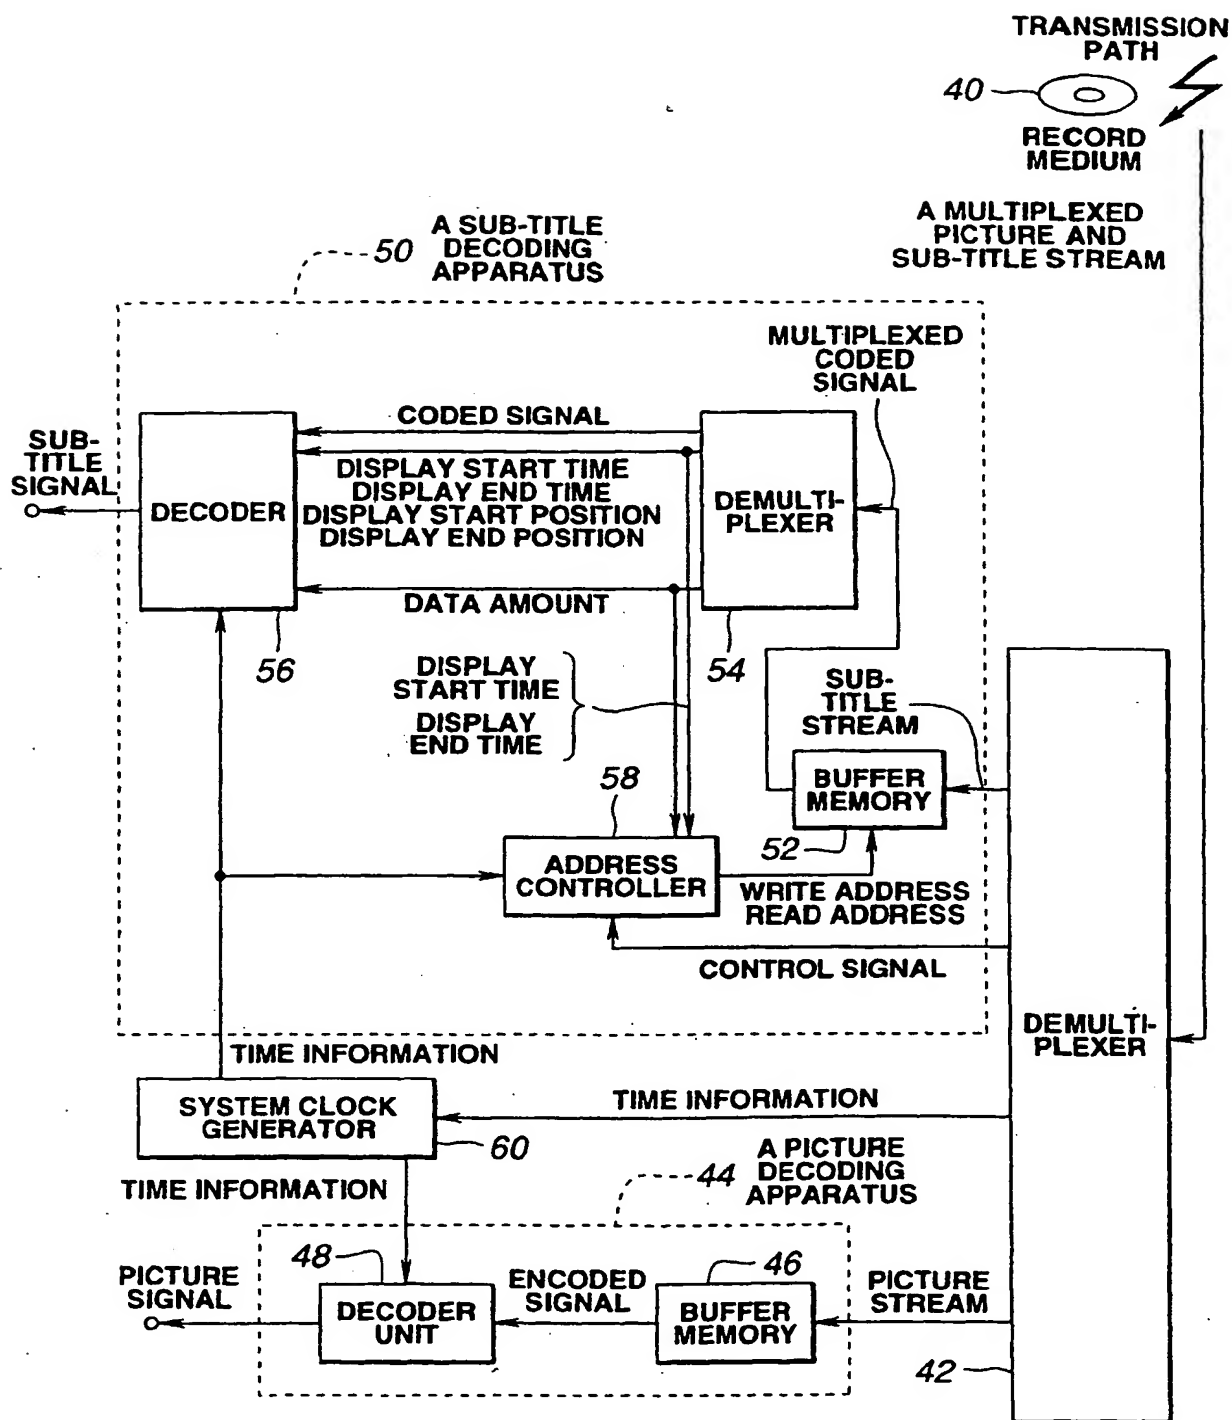 TRANSMISSION
PATH
40
RECORD
MEDIUM
A MULTIPLEXED
PICTURE AND
SUB-TITLE STREAM
50
A SUB-TITLE
DECODING
APPARATUS
MULTIPLEXED
CODED
SIGNAL
CODED SIGNAL
SUB-
TITLE
SIGNAL
DECODER
DISPLAY START TIME
DISPLAY END TIME
DISPLAY START POSITION
DISPLAY END POSITION
DEMULTI-
PLEXER
DATA AMOUNT
56
54
DISPLAY
START TIME
DISPLAY
END TIME
SUB-
TITLE
STREAM
BUFFER
MEMORY
52
58
ADDRESS
CONTROLLER
WRITE ADDRESS
READ ADDRESS
CONTROL SIGNAL
DEMULTI-
PLEXER
TIME INFORMATION
SYSTEM CLOCK
GENERATOR
60
TIME INFORMATION
TIME INFORMATION
44
A PICTURE
DECODING
APPARATUS
48
46
PICTURE
SIGNAL
DECODER
UNIT
ENCODED
SIGNAL
BUFFER
MEMORY
PICTURE
STREAM
42